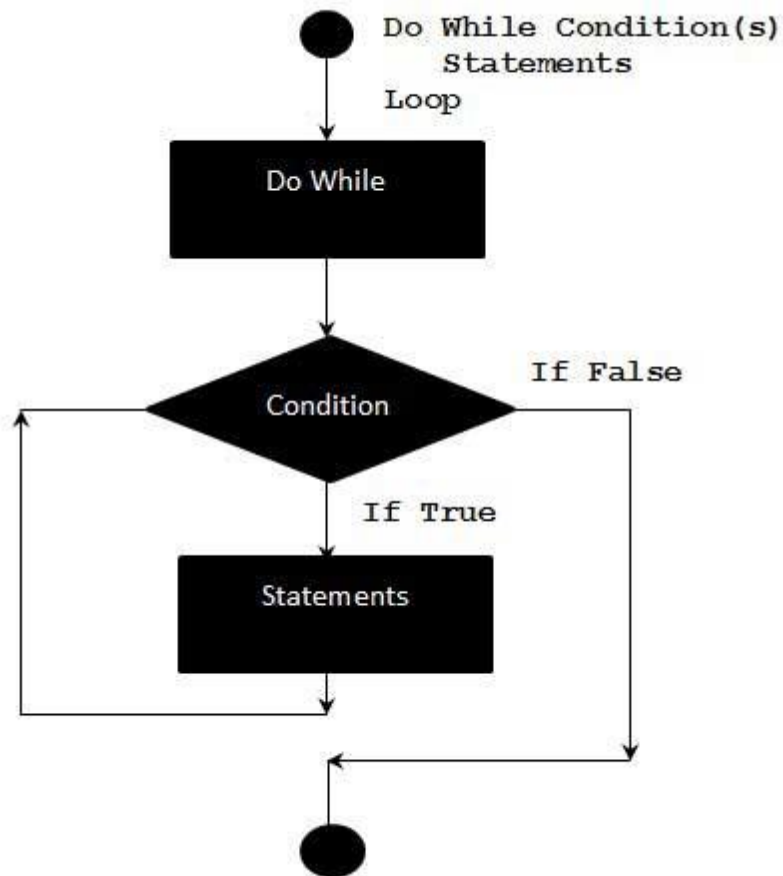 Do While Condition(s)
Statements
Loop
Do While
Condition
If False
If True
Statements